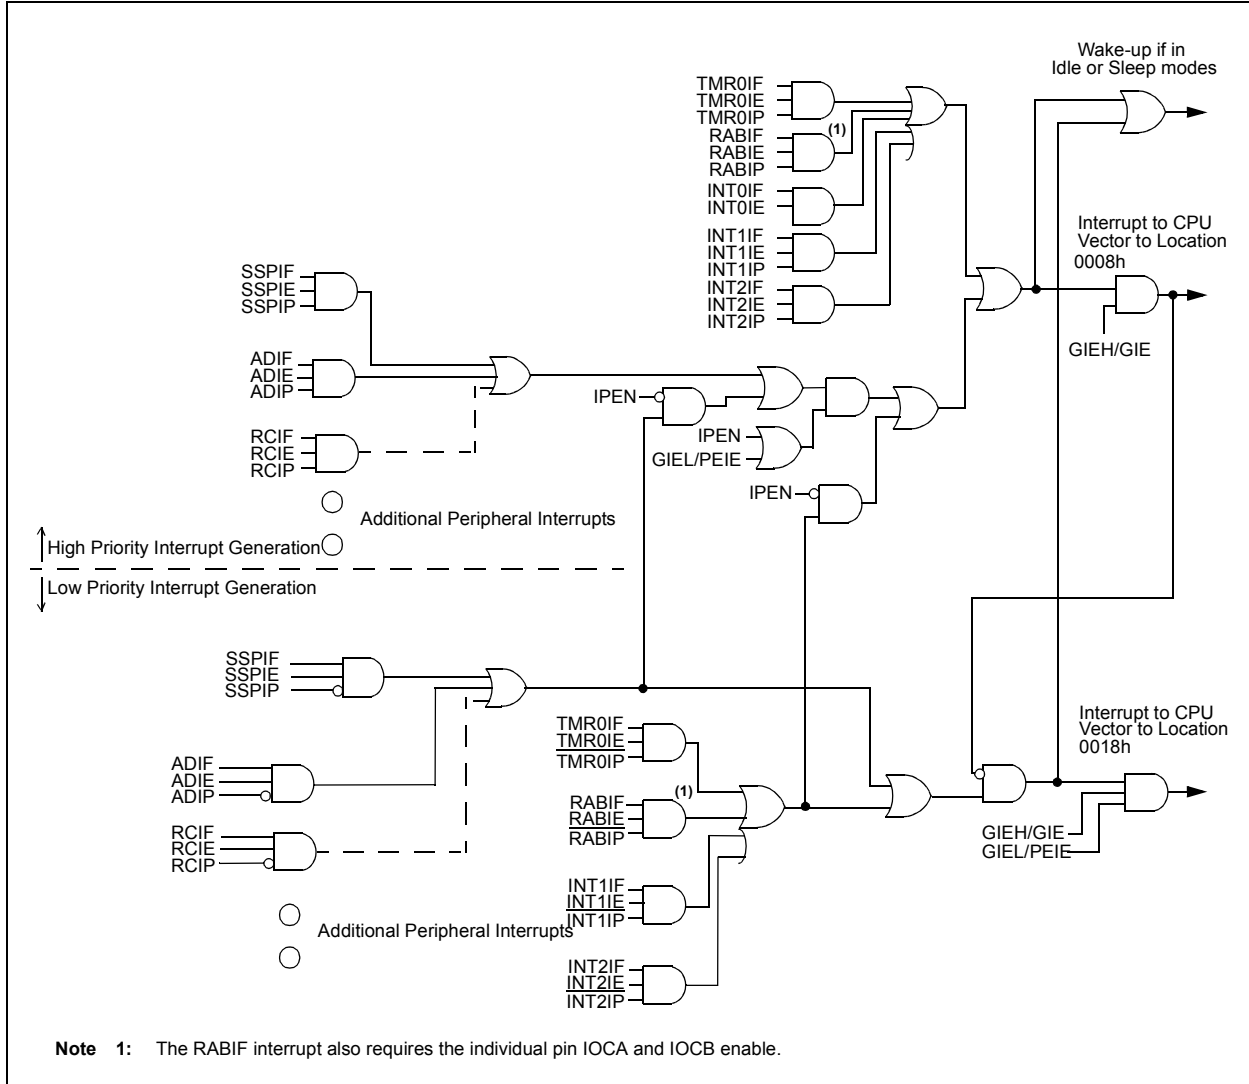 Wake-up if in
Idle or Sleep modes
TMR0IF
TMR0IE
TMR0IP
(1)
RABIF
RABIE
RABIP
INT0IF
INT0IE
INT1IF
INT1IE
INT1IP
INT2IF
INT2IE
INT2IP
Interrupt to CPU
Vector to Location
0008h
GIEH/GIE
SSPIF
SSPIE
SSPIP
ADIF
ADIE
ADIP
RCIF
RCIE
RCIP
IPEN
IPEN
GIEL/PEIE
IPEN
Additional Peripheral Interrupts
High Priority Interrupt Generation
Low Priority Interrupt Generation
SSPIF
SSPIE
SSPIP
ADIF
ADIE
ADIP
RCIF
RCIE
RCIP
Additional Peripheral Interrupts
TMR0IF
TMR0IE
TMR0IP
(1)
RABIF
RABIE
RABIP
INT1IF
INT1IE
INT1IP
INT2IF
INT2IE
INT2IP
Interrupt to CPU
Vector to Location
0018h
GIEH/GIE
GIEL/PEIE
Note 1: The RABIF interrupt also requires the individual pin IOCA and IOCB enable.